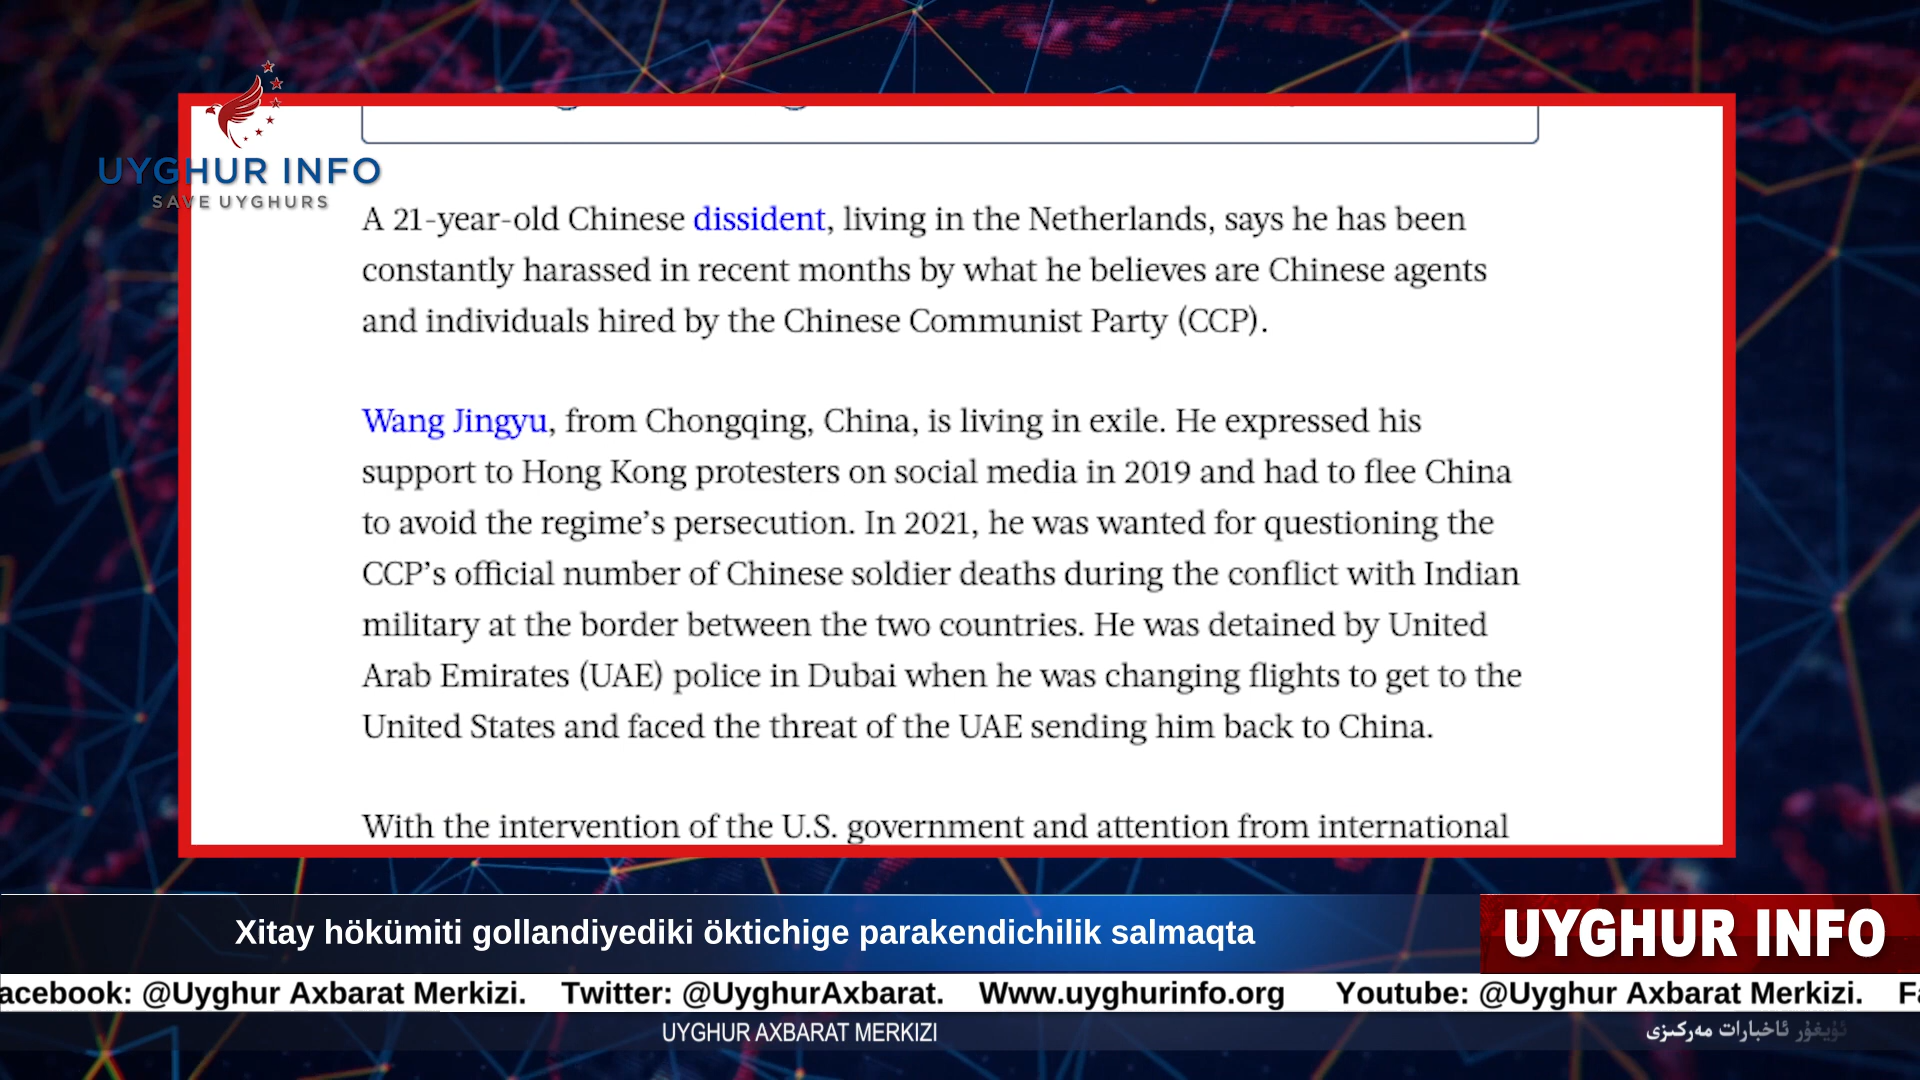 UYGHUR INFO
SAVE UYGHURS
A 21-year-old Chinese dissident, living in the Netherlands, says he has been
constantly harassed in recent months by what he believes are Chinese agents
and individuals hired by the Chinese Communist Party (CCP).
Wang Jingyu, from Chongqing, China, is living in exile. He expressed his
support to Hong Kong protesters on social media in 2019 and had to flee China
to avoid the regime’s persecution. In 2021, he was wanted for questioning the
CCP’s official number of Chinese soldier deaths during the conflict with Indian
military at the border between the two countries. He was detained by United
Arab Emirates (UAE) police in Dubai when he was changing flights to get to the
United States and faced the threat of the UAE sending him back to China.
With the intervention of the U.S. government and attention from international
Xitay hökümiti gollandiyediki öktichige parakendichilik salmaqta
UYGHUR INFO
acebook: @Uyghur Axbarat Merkizi. Twitter: @UyghurAxbarat. Www.uyghurinfo.org Youtube: @Uyghur Axbarat Merkizi. Fa
UYGHUR AXBARAT MERKIZI
ئۇيغۇر ئاخبارات مەركىزى